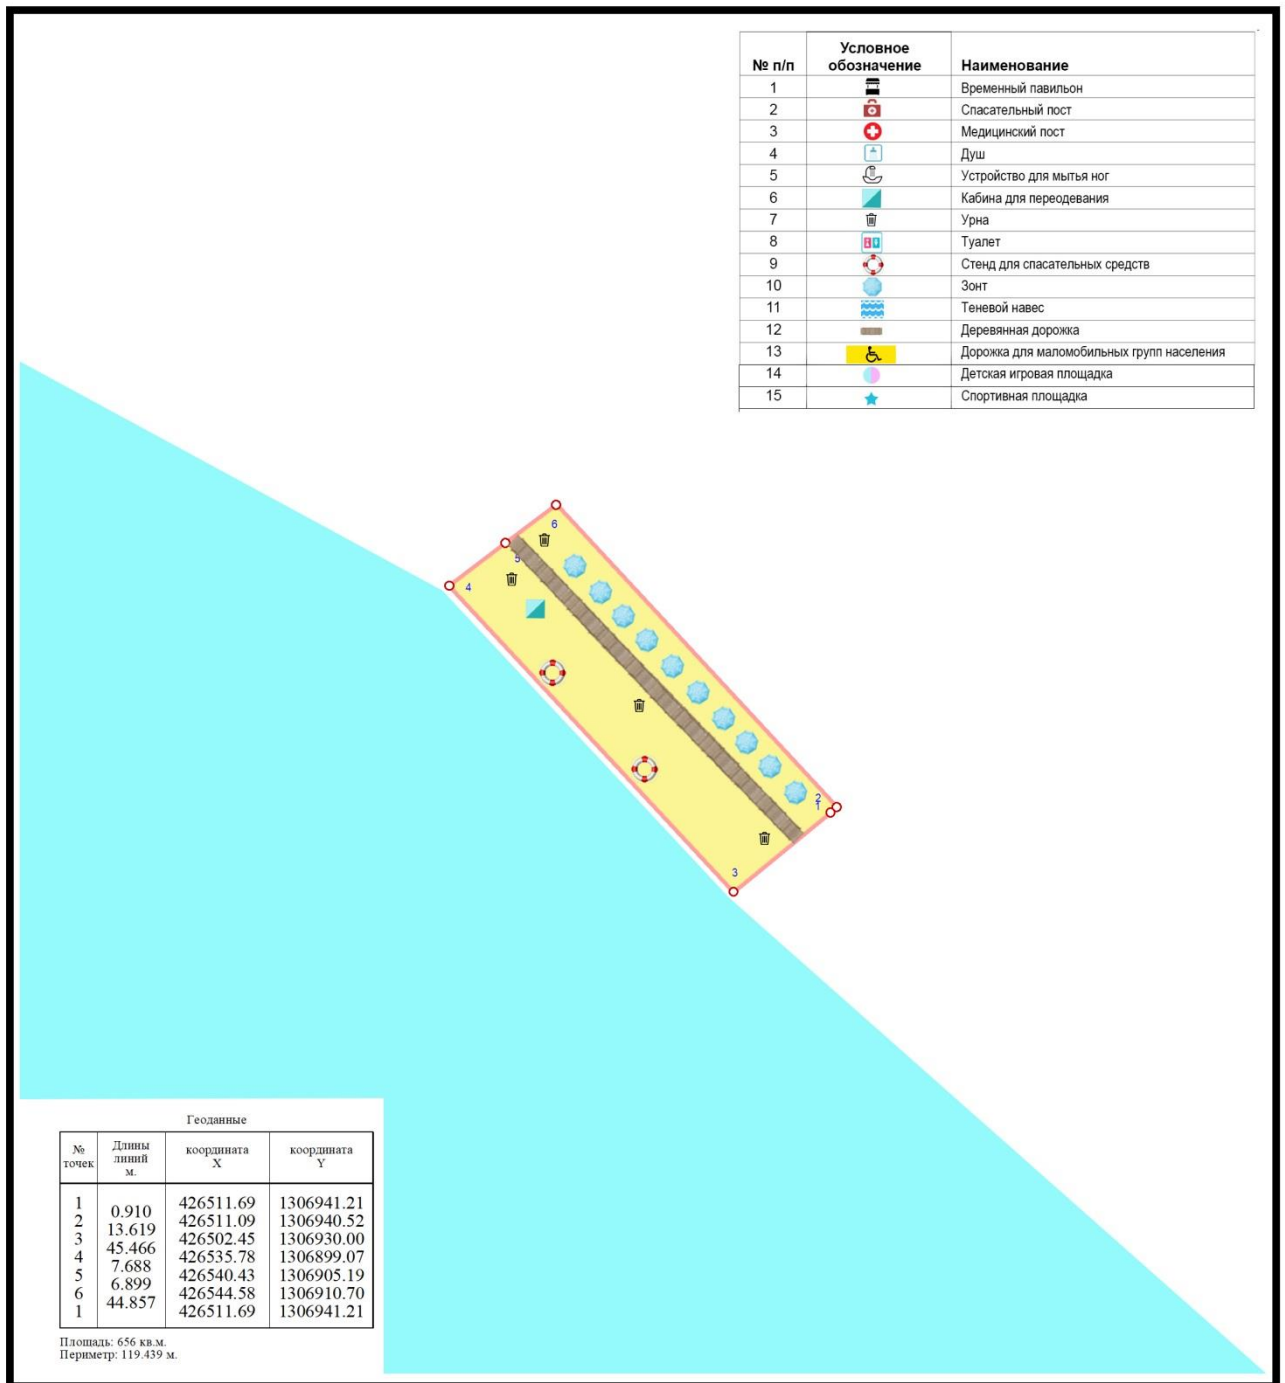 № п/п Условное обозначение Наименование
1 Временный павильон
2 Спасательный пост
3 Медицинский пост
4 Душ
5 Устройство для мытья ног
6 Кабина для переодевания
7 Урна
8 Туалет
9 Стенд для спасательных средств
10 Зонт
11 Теневой навес
12 Деревянная дорожка
13 Дорожка для маломобильных групп населения
14 Детская игровая площадка
15 Спортивная площадка
6
5
4
2
1
3
Геоданные
№ точек Длины линий м. координата X координата Y
1 426511.69 1306941.21
0.910
2 426511.09 1306940.52
13.619
3 426502.45 1306930.00
45.466
4 426535.78 1306899.07
7.688
5 426540.43 1306905.19
6.899
6 426544.58 1306910.70
44.857
1 426511.69 1306941.21
Площадь: 656 кв.м.
Периметр: 119.439 м.